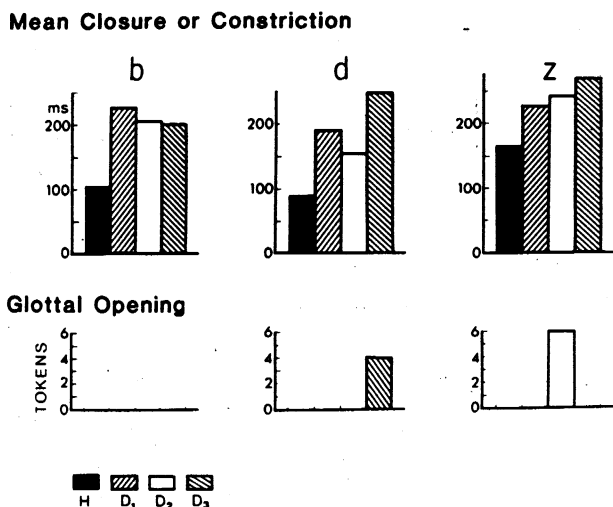 Mean Closure or Constriction
b d z
ms
200 200 200
100 100 100
0 0 0
Glottal Opening
TOKENS
6 6 6
4 4 4
2 2 2
0 0 0
H D₁ D₂ D₃